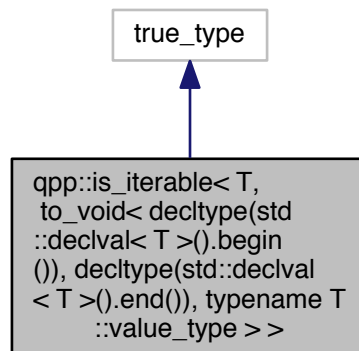 true_type
qpp::is_iterable< T,
to_void< decltype(std
::declval< T >().begin
()), decltype(std::declval
< T >().end()), typename T
::value_type > >